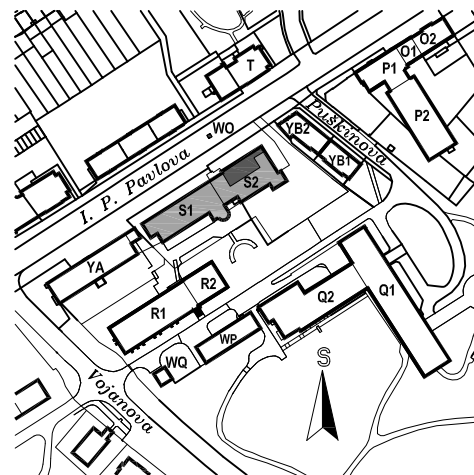 O2
O1
T
P1
WO
P2
Puškinova
YB2
YB1
I. P. Pavlova
S2
S1
YA
R2
Q1
Q2
R1
WP
WQ
S
Vojanova